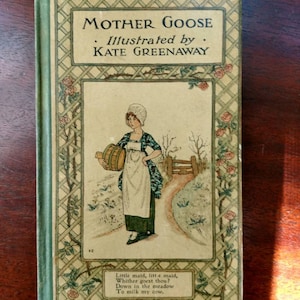 MOTHER GOOSE
· Illustrated by ·
KATE GREENAWAY
Little maid, little maid,
Whither goest thou?
Down in the meadow
To milk my cow.